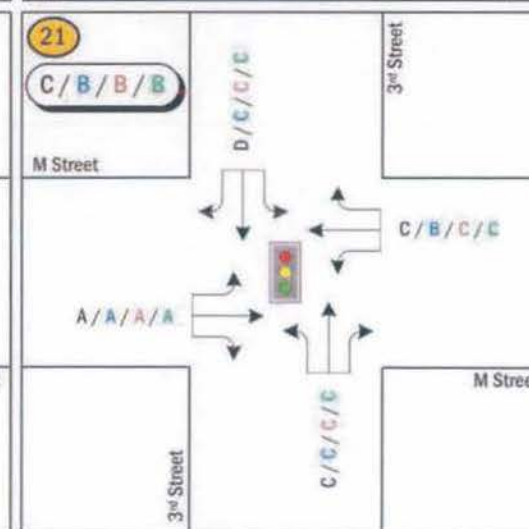 21
C / B / B / B
M Street
3rd Street
D / C / C / C
C / B / C / C
A / A / A / A
C / C / C / C
M Stree
3rd Street